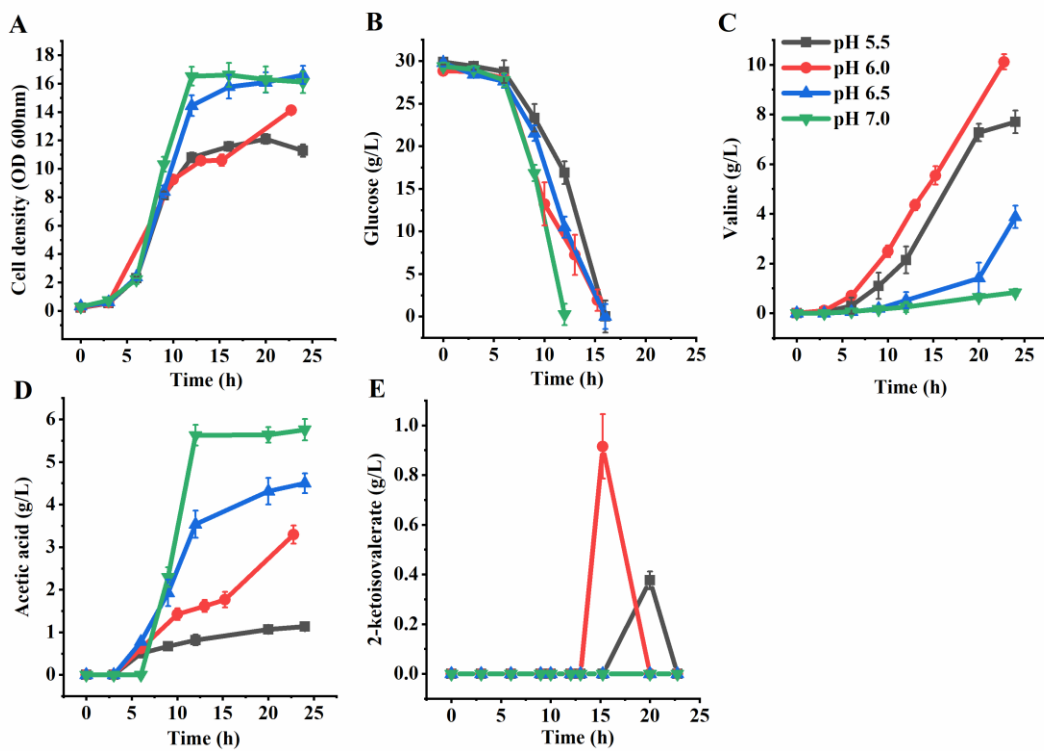 A
Cell density (OD 600nm)
18
16
14
12
10
8
6
4
2
0
0 5 10 15 20 25
Time (h)
B
Glucose (g/L)
35
30
25
20
15
10
5
0
0 5 10 15 20 25
Time (h)
C
Valine (g/L)
10
8
6
4
2
0
pH 5.5
pH 6.0
pH 6.5
pH 7.0
0 5 10 15 20 25
Time (h)
D
Acetic acid (g/L)
6
5
4
3
2
1
0
0 5 10 15 20 25
Time (h)
E
2-ketoisovalerate (g/L)
1.0
0.8
0.6
0.4
0.2
0.0
0 5 10 15 20 25
Time (h)